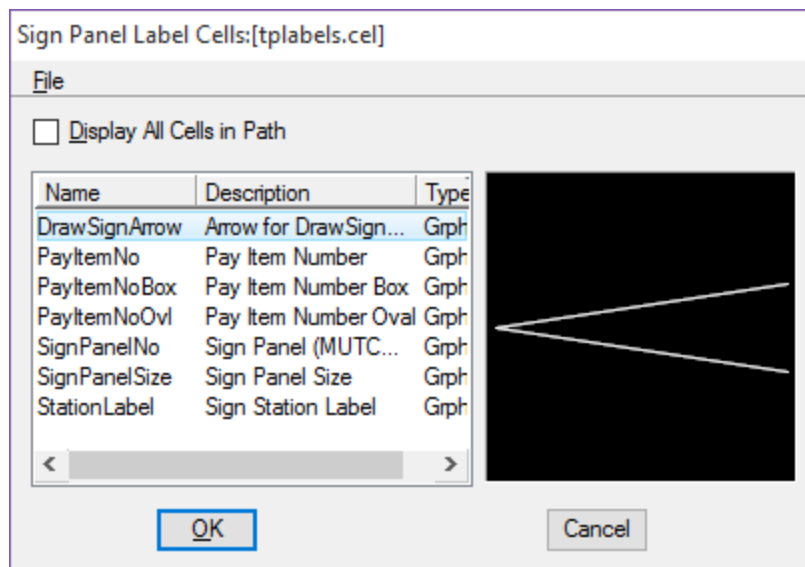 Sign Panel Label Cells:[tplabels.cel]
File
Display All Cells in Path
Name Description Type
DrawSignArrow Arrow for DrawSign... Grph
PayItemNo Pay Item Number Grph
PayItemNoBox Pay Item Number Box Grph
PayItemNoOvl Pay Item Number Oval Grph
SignPanelNo Sign Panel (MUTC... Grph
SignPanelSize Sign Panel Size Grph
StationLabel Sign Station Label Grph
OK Cancel